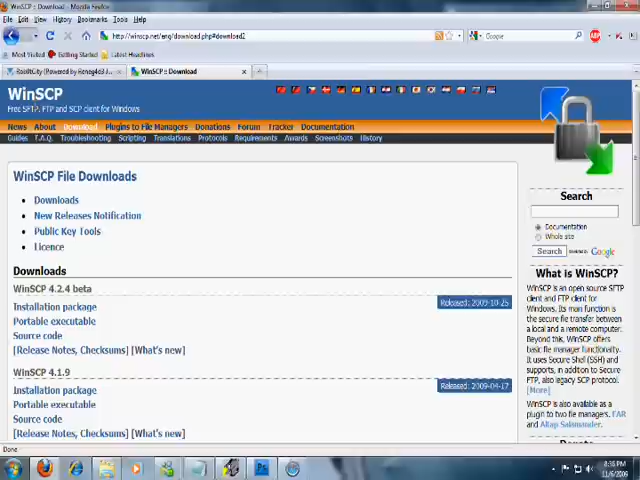 WinSCP :: Download - Mozilla Firefox
File Edit View History Bookmarks Tools Help
http://winscp.net/eng/download.php#download2
Google
Most Visited Getting Started Latest Headlines
WinSCP :: Download
WinSCP
Free SFTP, FTP and SCP client for Windows
News About Download Plugins to File Managers Donations Forum Tracker Documentation
Guides F.A.Q. Troubleshooting Scripting Translations Protocols Requirements Awards Screenshots History
WinSCP File Downloads
Downloads
New Releases Notification
Public Key Tools
Licence
Downloads
WinSCP 4.2.4 beta
Released: 2009-10-25
Installation package
Portable executable
Source code
[Release Notes, Checksums] [What's new]
WinSCP 4.1.9
Released: 2009-04-17
Installation package
Portable executable
Source code
[Release Notes, Checksums] [What's new]
Search
Documentation
Whole site
Search Google
What is WinSCP?
WinSCP is an open source SFTP
client and FTP client for
Windows. Its main function is
the secure file transfer between
a local and a remote computer.
Beyond this, WinSCP offers
basic file manager functionality.
It uses Secure Shell (SSH) and
supports, in addition to Secure
FTP, also legacy SCP protocol.
[More]
WinSCP is also available as a
plugin to two file managers, FAR
and Altap Salamander.
Donate
Done
11/6/2009